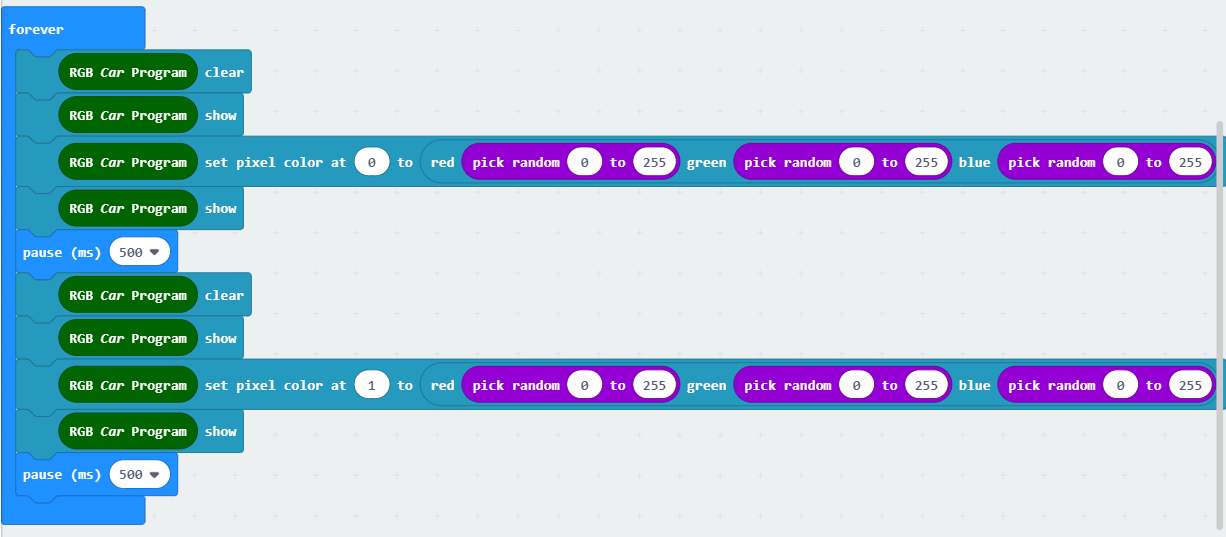 forever
RGB Car Program clear
RGB Car Program show
RGB Car Program set pixel color at 0 to red pick random 0 to 255 green pick random 0 to 255 blue pick random 0 to 255
RGB Car Program show
pause (ms) 500
RGB Car Program clear
RGB Car Program show
RGB Car Program set pixel color at 1 to red pick random 0 to 255 green pick random 0 to 255 blue pick random 0 to 255
RGB Car Program show
pause (ms) 500